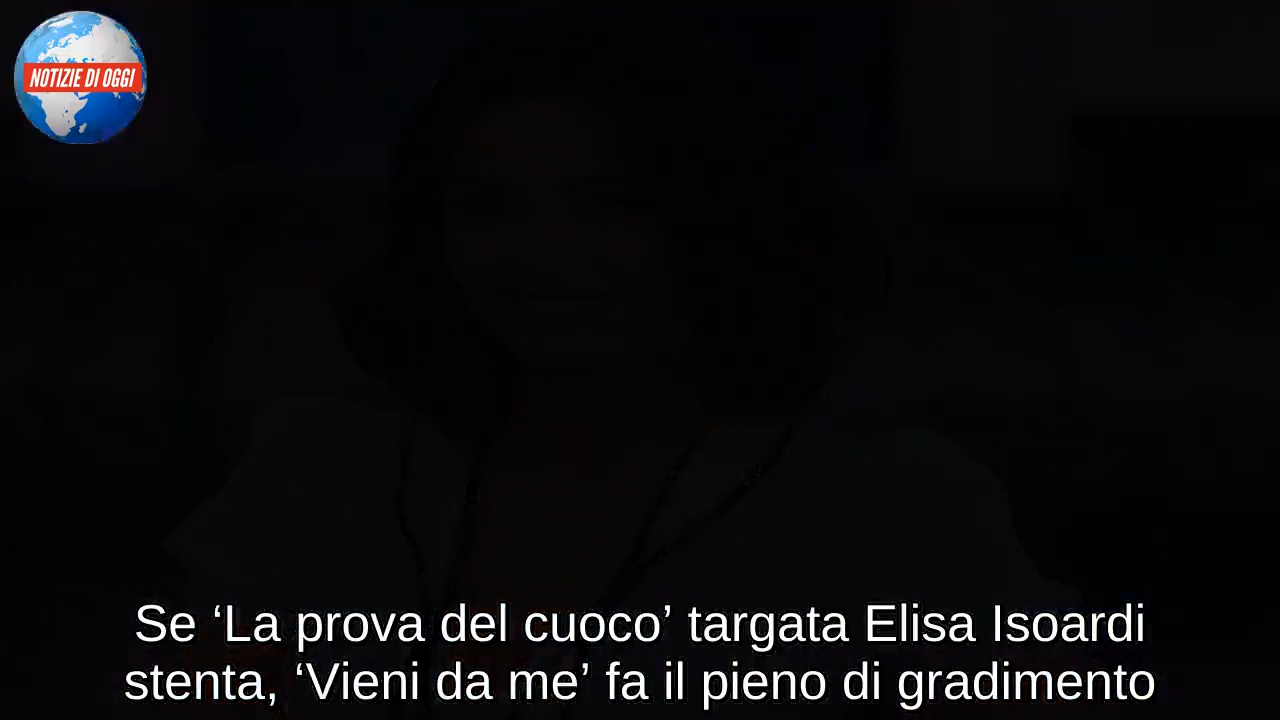 NOTIZIE DI OGGI
Se ‘La prova del cuoco’ targata Elisa Isoardi
stenta, ‘Vieni da me’ fa il pieno di gradimento